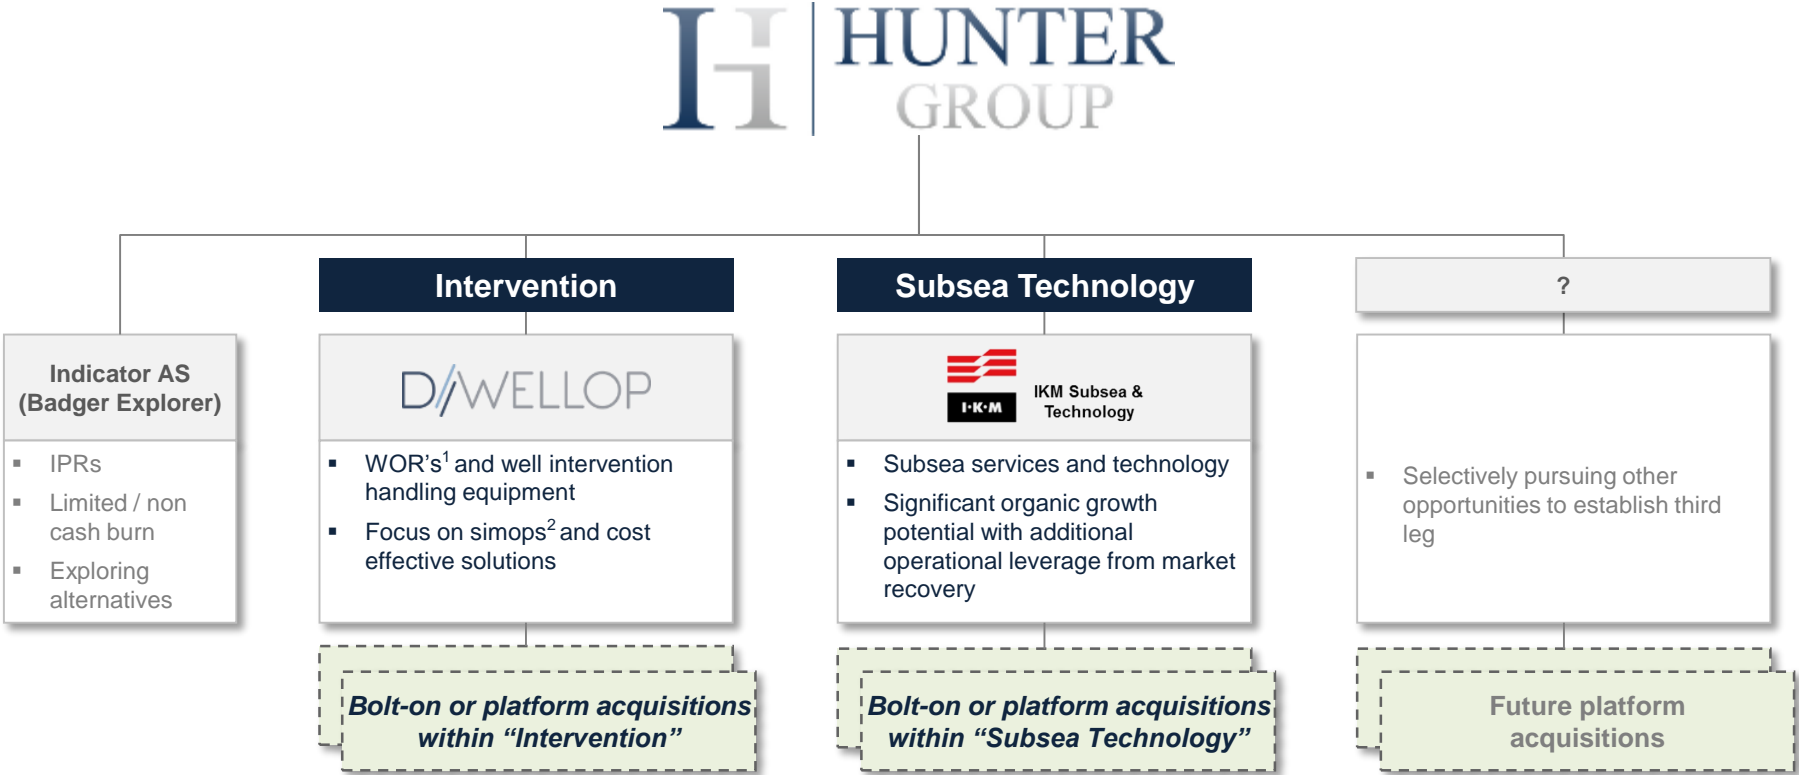 HUNTER
GROUP
Intervention
Subsea Technology
?
Indicator AS
(Badger Explorer)
D//WELLOP
I·K·M
IKM Subsea &
Technology
▪ IPRs
▪ Limited / non
cash burn
▪ Exploring
alternatives
▪ WOR’s¹ and well intervention
handling equipment
▪ Focus on simops² and cost
effective solutions
▪ Subsea services and technology
▪ Significant organic growth
potential with additional
operational leverage from market
recovery
▪ Selectively pursuing other
opportunities to establish third
leg
Bolt-on or platform acquisitions
within “Intervention”
Bolt-on or platform acquisitions
within “Subsea Technology”
Future platform
acquisitions